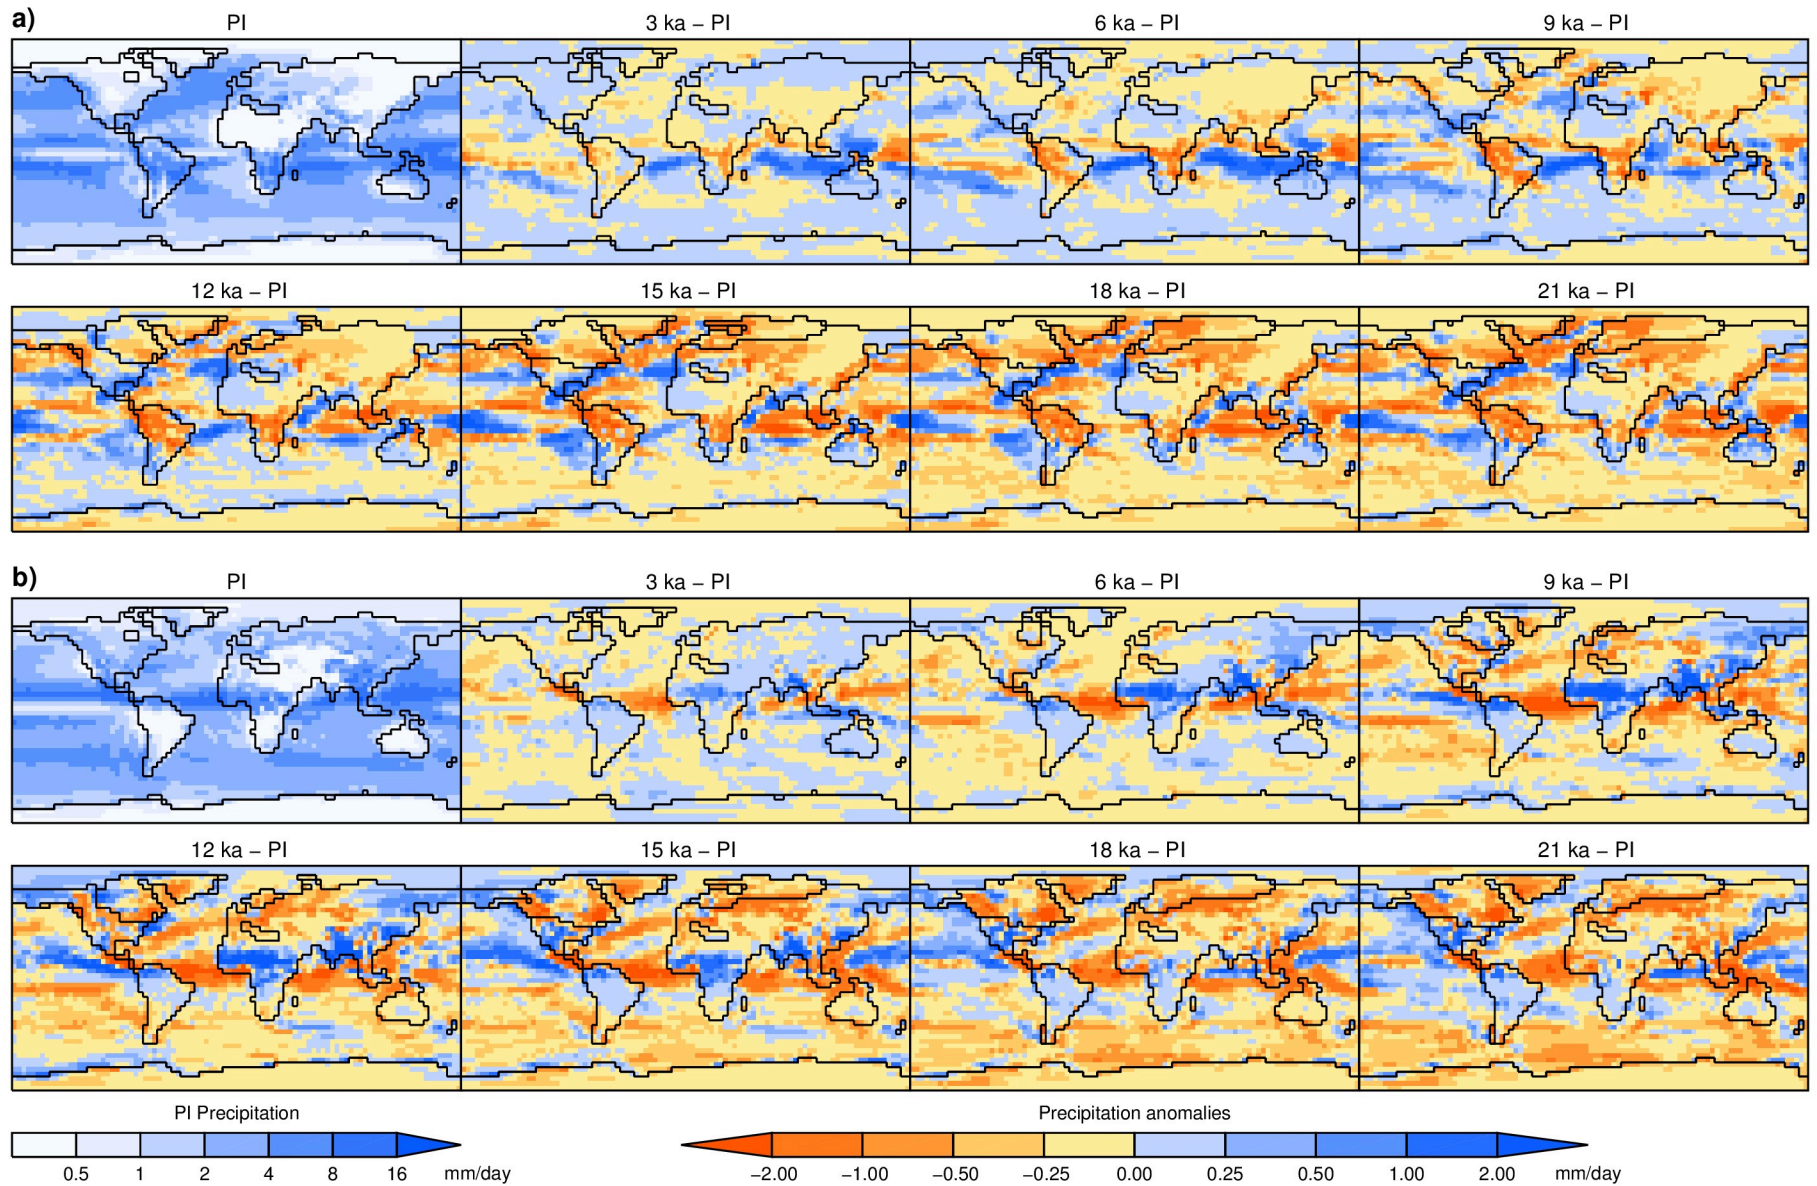 a)
PI 3 ka − PI 6 ka − PI 9 ka − PI
12 ka − PI 15 ka − PI 18 ka − PI 21 ka − PI
b)
PI 3 ka − PI 6 ka − PI 9 ka − PI
12 ka − PI 15 ka − PI 18 ka − PI 21 ka − PI
PI Precipitation Precipitation anomalies
0.5 1 2 4 8 16 mm/day −2.00 −1.00 −0.50 −0.25 0.00 0.25 0.50 1.00 2.00 mm/day